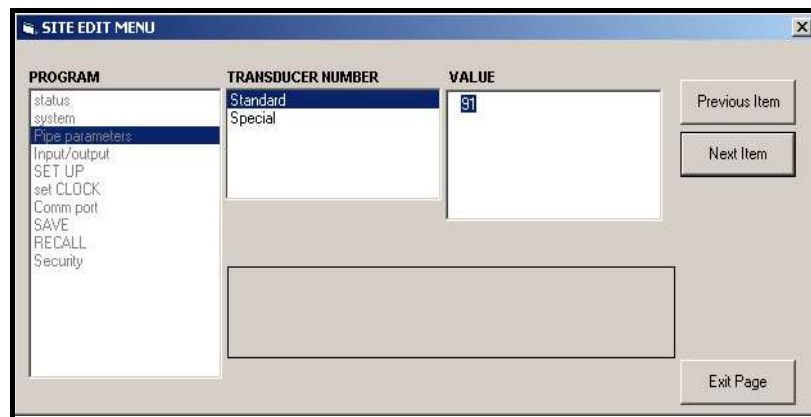 SITE EDIT MENU
PROGRAM
status
system
Pipe parameters
Input/output
SET UP
set CLOCK
Comm port
SAVE
RECALL
Security
TRANSDUCER NUMBER
Standard
Special
VALUE
91
Previous Item
Next Item
Exit Page